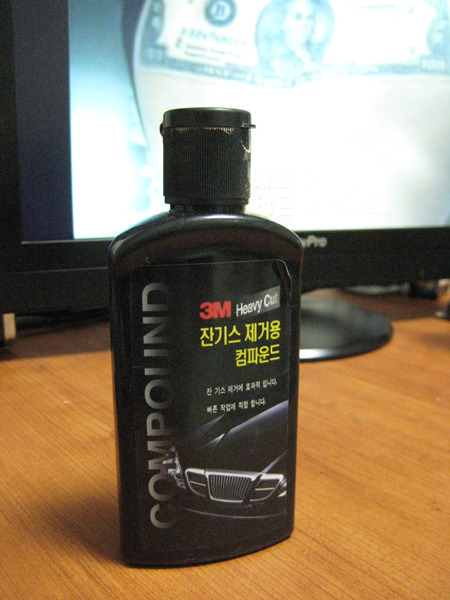 3M Heavy Cut
잔기스 제거용
컴파운드
잔 기스 제거에 효과적 입니다.
빠른 작업에 적합 합니다.
COMPOUND